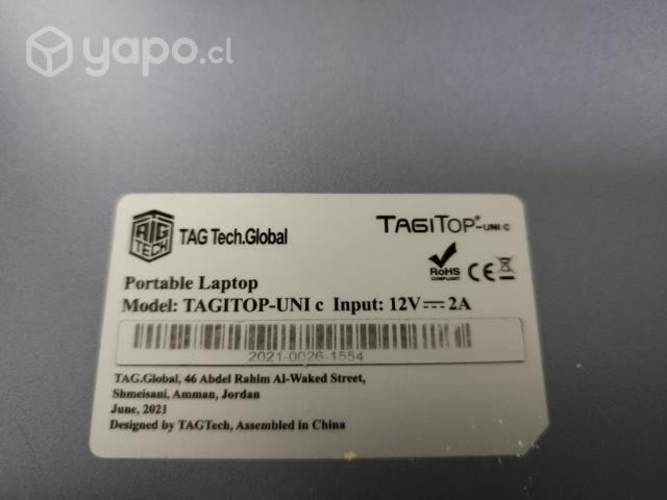 yapo.cl
TAG TECH
TAG Tech.Global
TAGITOP®-UNI C
RoHS
COMPLIANT
CE
Portable Laptop
Model: TAGITOP-UNI c Input: 12V⎓2A
2021-0026-1554
TAG.Global, 46 Abdel Rahim Al-Waked Street,
Shmeisani, Amman, Jordan
June, 2021
Designed by TAGTech, Assembled in China